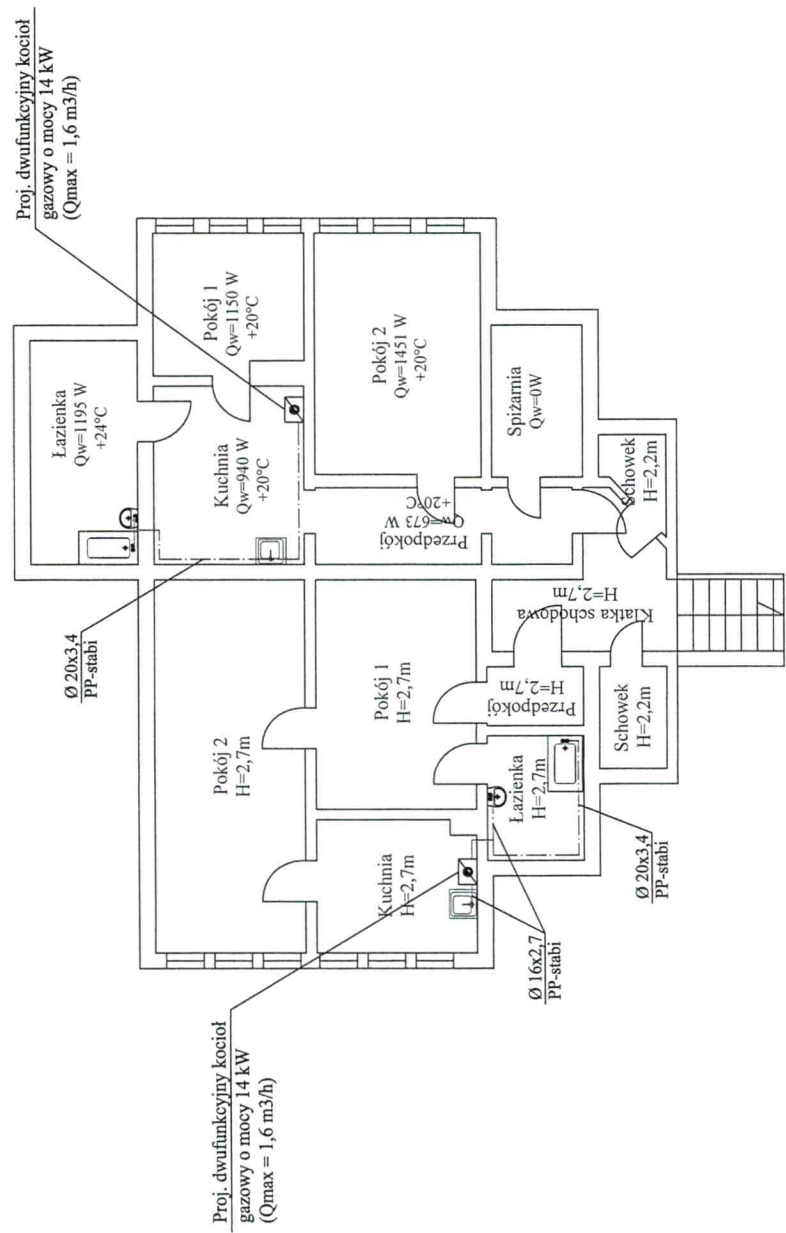 Proj. dwufunkcyjny kocioł
gazowy o mocy 14 kW
(Qmax = 1,6 m3/h)
Łazienka
Qw=1195 W
+24°C
Pokój 1
Qw=1150 W
+20°C
Kuchnia
Qw=940 W
+20°C
Pokój 2
Qw=1451 W
+20°C
Spiżarnia
Qw=0W
Przedpokój
Qw=673 W
+20°C
Schowek
H=2,2m
Ø 20x3,4
PP-stabi
Klatka schodowa
H=2,7m
Pokój 2
H=2,7m
Pokój 1
H=2,7m
Przedpokój
H=2,7m
Schowek
H=2,2m
Łazienka
H=2,7m
Kuchnia
H=2,7m
Ø 20x3,4
PP-stabi
Ø 16x2,7
PP-stabi
Proj. dwufunkcyjny kocioł
gazowy o mocy 14 kW
(Qmax = 1,6 m3/h)